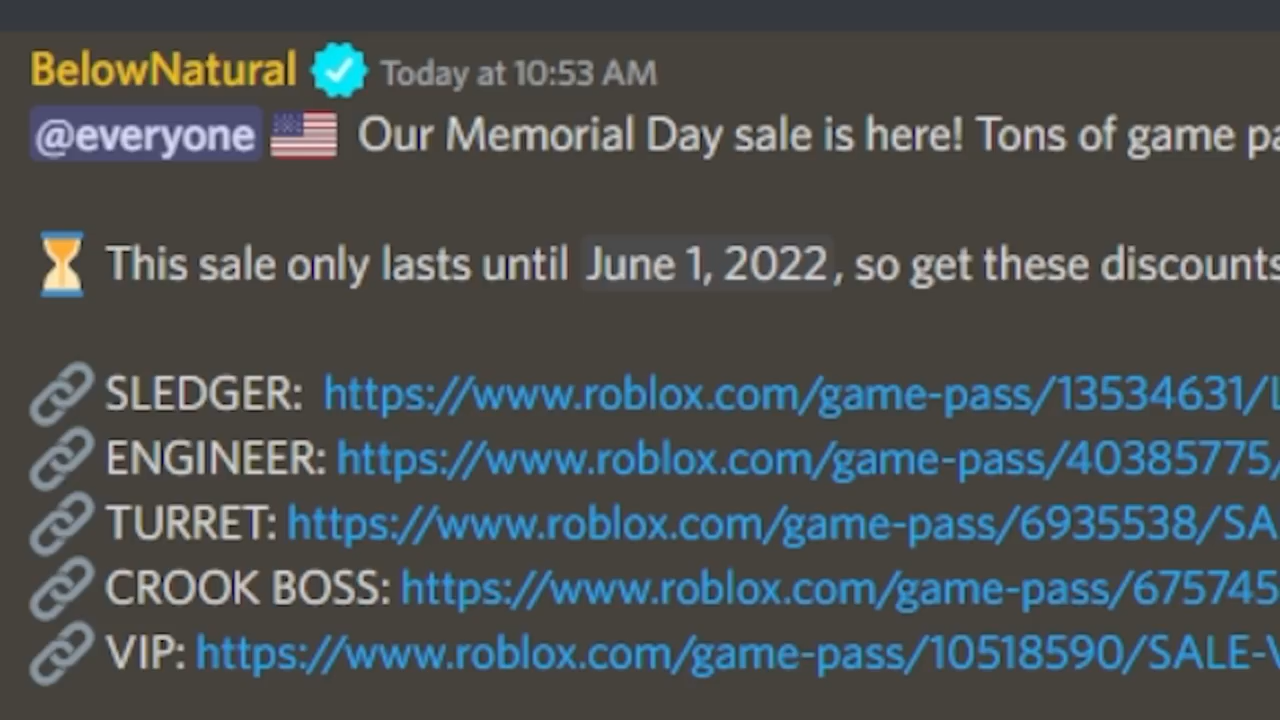 BelowNatural Today at 10:53 AM
@everyone Our Memorial Day sale is here! Tons of game
This sale only lasts until June 1, 2022, so get these discounts
SLEDGER: https://www.roblox.com/game-pass/13534631/
ENGINEER: https://www.roblox.com/game-pass/40385775/
TURRET: https://www.roblox.com/game-pass/6935538/SA
CROOK BOSS: https://www.roblox.com/game-pass/675745
VIP: https://www.roblox.com/game-pass/10518590/SALE-